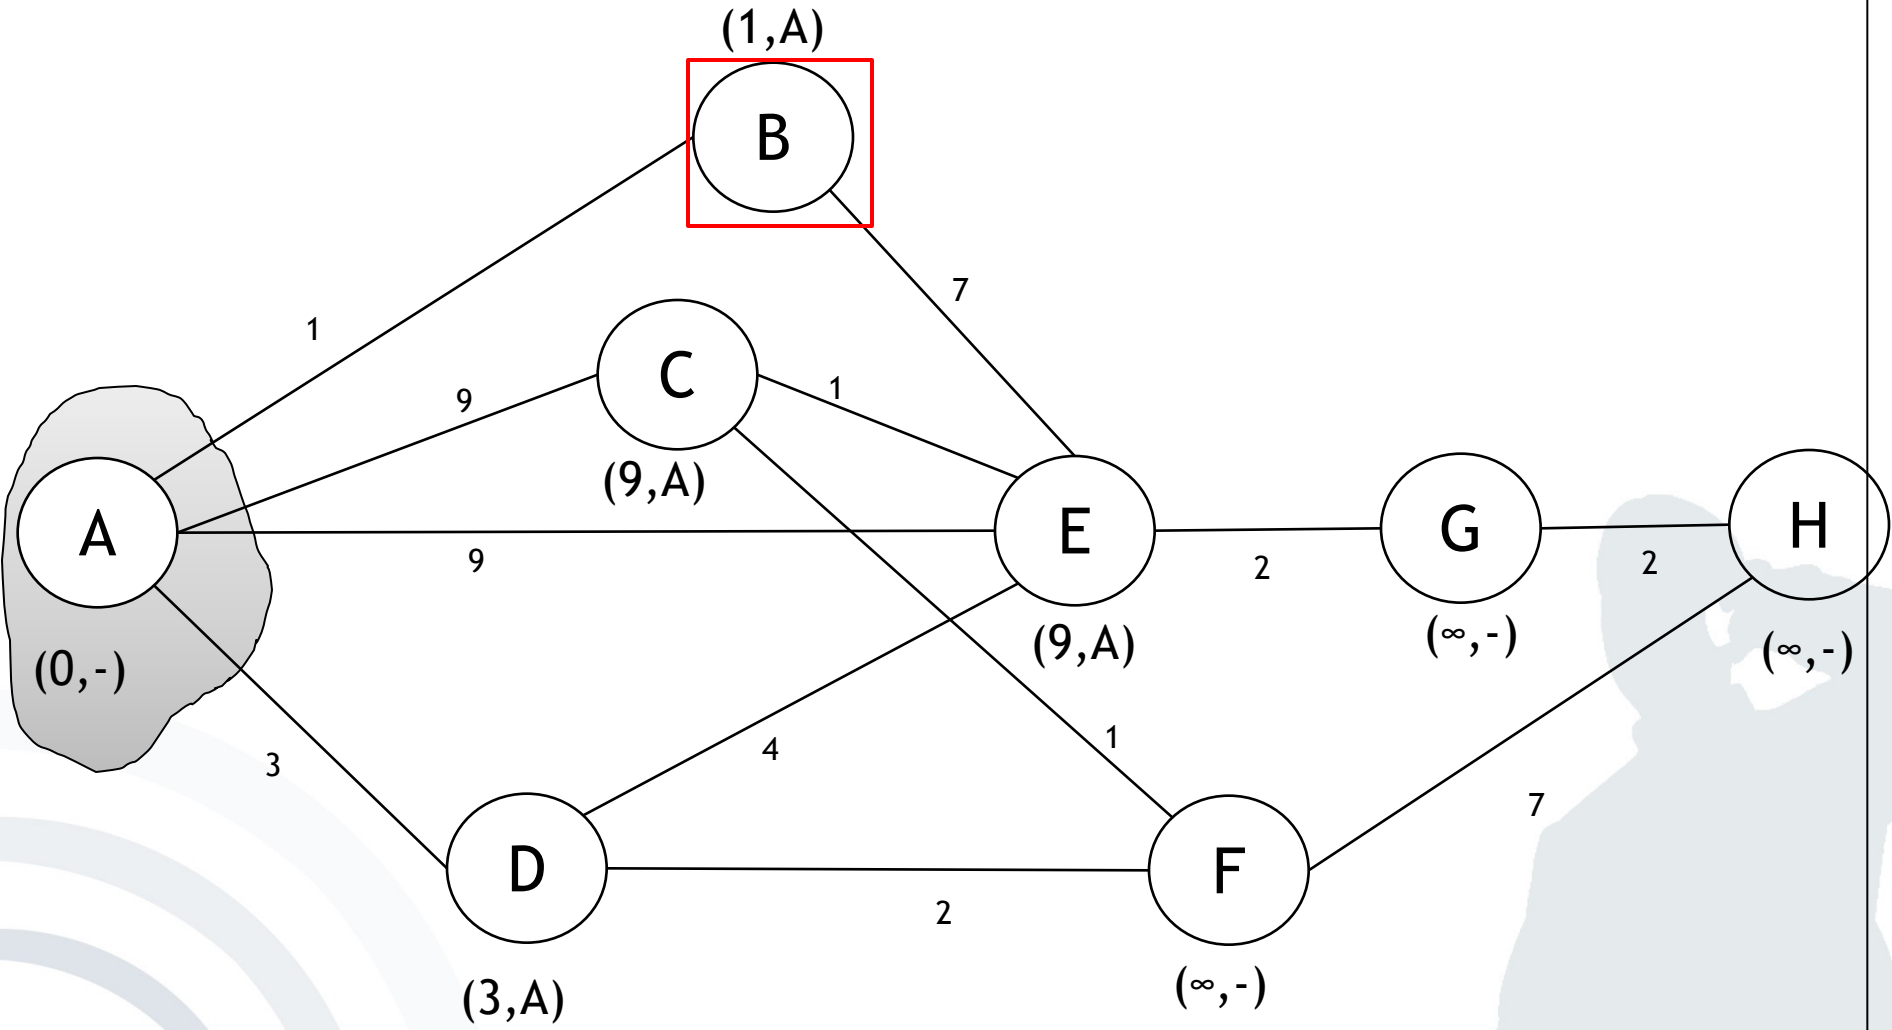 (1,A)
B
7
1
C
1
9
(9,A)
A
E
G
H
9
2
2
(0,-)
(9,A)
(∞,-)
(∞,-)
3
4
1
7
D
F
2
(3,A)
(∞,-)